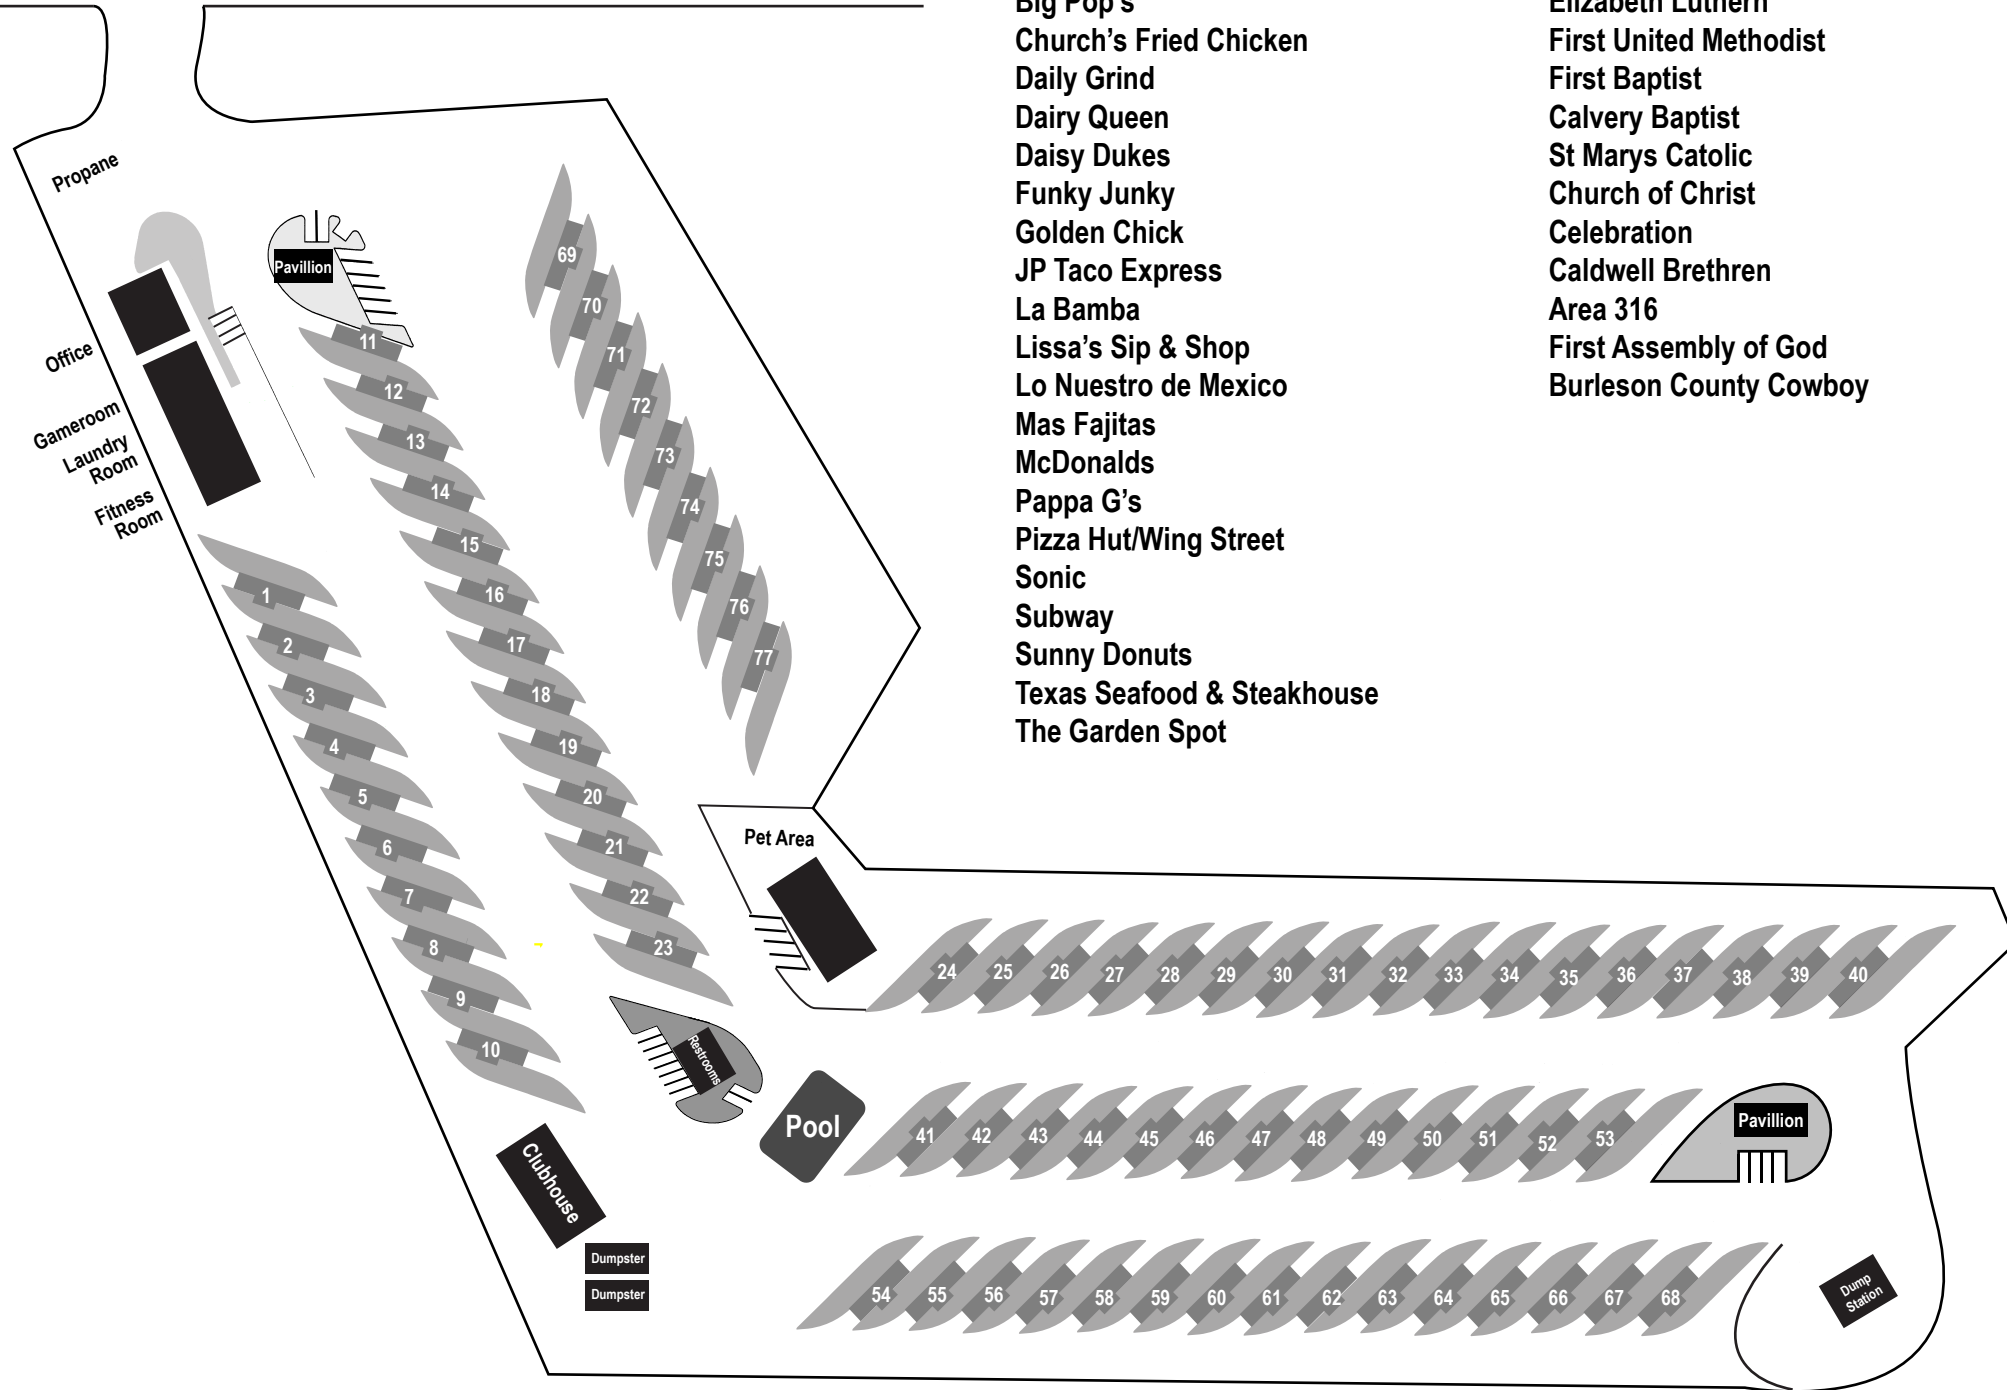 Big Pop's
Church's Fried Chicken
Daily Grind
Dairy Queen
Daisy Dukes
Funky Junky
Golden Chick
JP Taco Express
La Bamba
Lissa's Sip & Shop
Lo Nuestro de Mexico
Mas Fajitas
McDonalds
Pappa G's
Pizza Hut/Wing Street
Sonic
Subway
Sunny Donuts
Texas Seafood & Steakhouse
The Garden Spot
Elizabeth Luthern
First United Methodist
First Baptist
Calvery Baptist
St Marys Catolic
Church of Christ
Celebration
Caldwell Brethren
Area 316
First Assembly of God
Burleson County Cowboy
Propane
Pavillion
Office
Gameroom
Laundry
Room
Fitness
Room
1
2
3
4
5
6
7
8
9
10
11
12
13
14
15
16
17
18
19
20
21
22
23
69
70
71
72
73
74
75
76
77
Pet Area
24 25 26 27 28 29 30 31 32 33 34 35 36 37 38 39 40
Restrooms
Pool
41 42 43 44 45 46 47 48 49 50 51 52 53
Pavillion
Clubhouse
Dumpster
Dumpster
54 55 56 57 58 59 60 61 62 63 64 65 66 67 68
Dump
Station